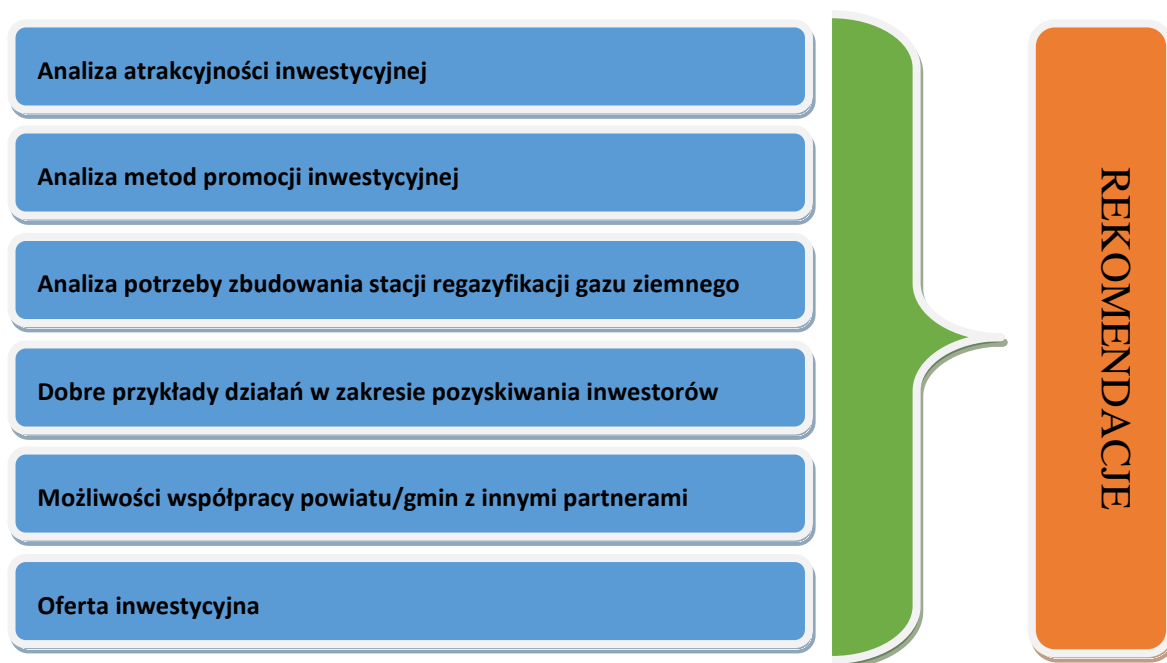 Analiza atrakcyjności inwestycyjnej
Analiza metod promocji inwestycyjnej
Analiza potrzeby zbudowania stacji regazyfikacji gazu ziemnego
Dobre przykłady działań w zakresie pozyskiwania inwestorów
Możliwości współpracy powiatu/gmin z innymi partnerami
Oferta inwestycyjna
REKOMENDACJE